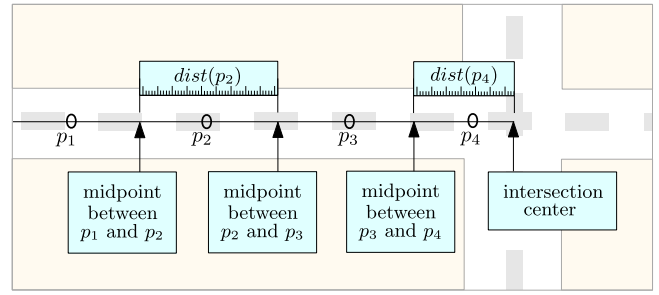 dist(p₂)
dist(p₄)
p₁
p₂
p₃
p₄
midpoint
between
p₁ and p₂
midpoint
between
p₂ and p₃
midpoint
between
p₃ and p₄
intersection
center